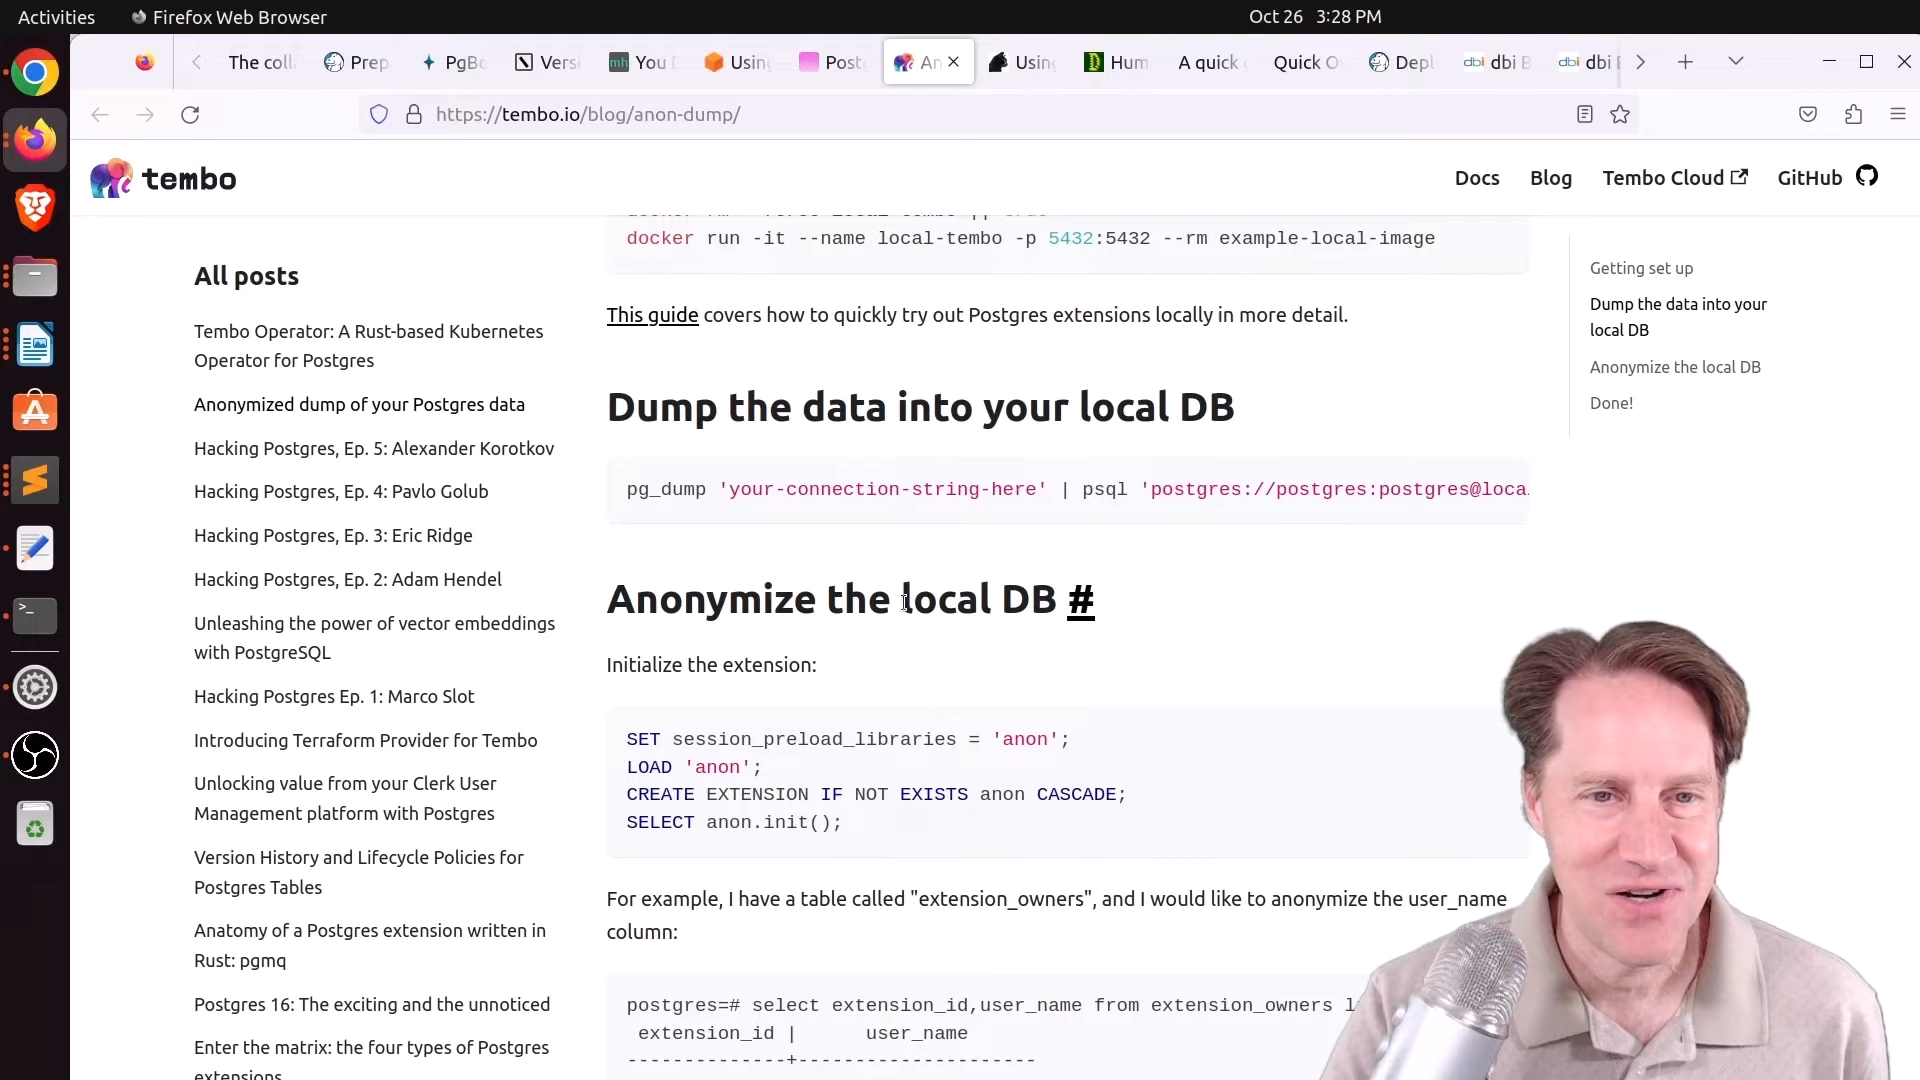 Activities
Firefox Web Browser
Oct 26 3:28 PM
The coll
Prep
PgBo
Versi
mh
You
Using
Postg
An
Using
Hum
A quick
Quick O
Depl
dbi
dbi B
dbi
dbi
https://tembo.io/blog/anon-dump/
tembo
Docs
Blog
Tembo Cloud
GitHub
docker run -it --name local-tembo -p 5432:5432 --rm example-local-image
This guide covers how to quickly try out Postgres extensions locally in more detail.
All posts
Tembo Operator: A Rust-based Kubernetes
Operator for Postgres
Anonymized dump of your Postgres data
Hacking Postgres, Ep. 5: Alexander Korotkov
Hacking Postgres, Ep. 4: Pavlo Golub
Hacking Postgres, Ep. 3: Eric Ridge
Hacking Postgres, Ep. 2: Adam Hendel
Unleashing the power of vector embeddings
with PostgreSQL
Hacking Postgres Ep. 1: Marco Slot
Introducing Terraform Provider for Tembo
Unlocking value from your Clerk User
Management platform with Postgres
Version History and Lifecycle Policies for
Postgres Tables
Anatomy of a Postgres extension written in
Rust: pgmq
Postgres 16: The exciting and the unnoticed
Enter the matrix: the four types of Postgres
extensions
Dump the data into your local DB
pg_dump 'your-connection-string-here' | psql 'postgres://postgres:postgres@loca
Anonymize the local DB #
Initialize the extension:
SET session_preload_libraries = 'anon';
LOAD 'anon';
CREATE EXTENSION IF NOT EXISTS anon CASCADE;
SELECT anon.init();
For example, I have a table called "extension_owners", and I would like to anonymize the user_name
column:
postgres=# select extension_id,user_name from extension_owners l
extension_id | user_name
--------------+---------------------
Getting set up
Dump the data into your
local DB
Anonymize the local DB
Done!